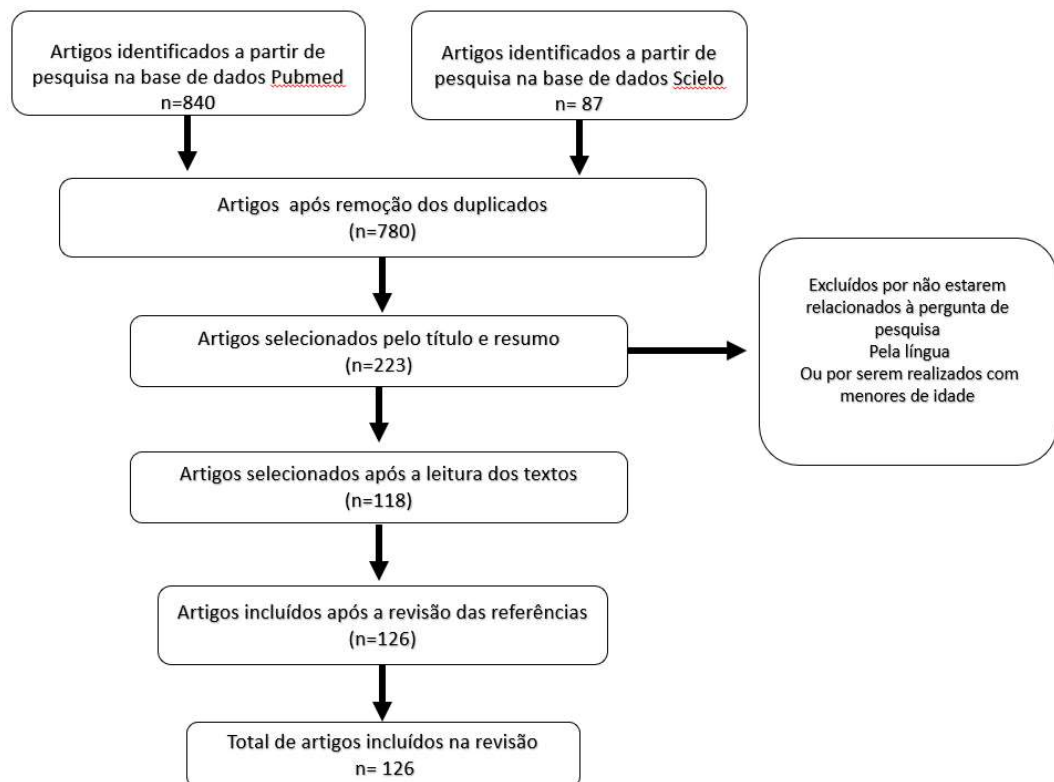 Artigos identificados a partir de
pesquisa na base de dados Pubmed
n=840
Artigos identificados a partir de
pesquisa na base de dados Scielo
n= 87
Artigos após remoção dos duplicados
(n=780)
Artigos selecionados pelo título e resumo
(n=223)
Excluídos por não estarem
relacionados à pergunta de
pesquisa
Pela língua
Ou por serem realizados com
menores de idade
Artigos selecionados após a leitura dos textos
(n=118)
Artigos incluídos após a revisão das referências
(n=126)
Total de artigos incluídos na revisão
n= 126